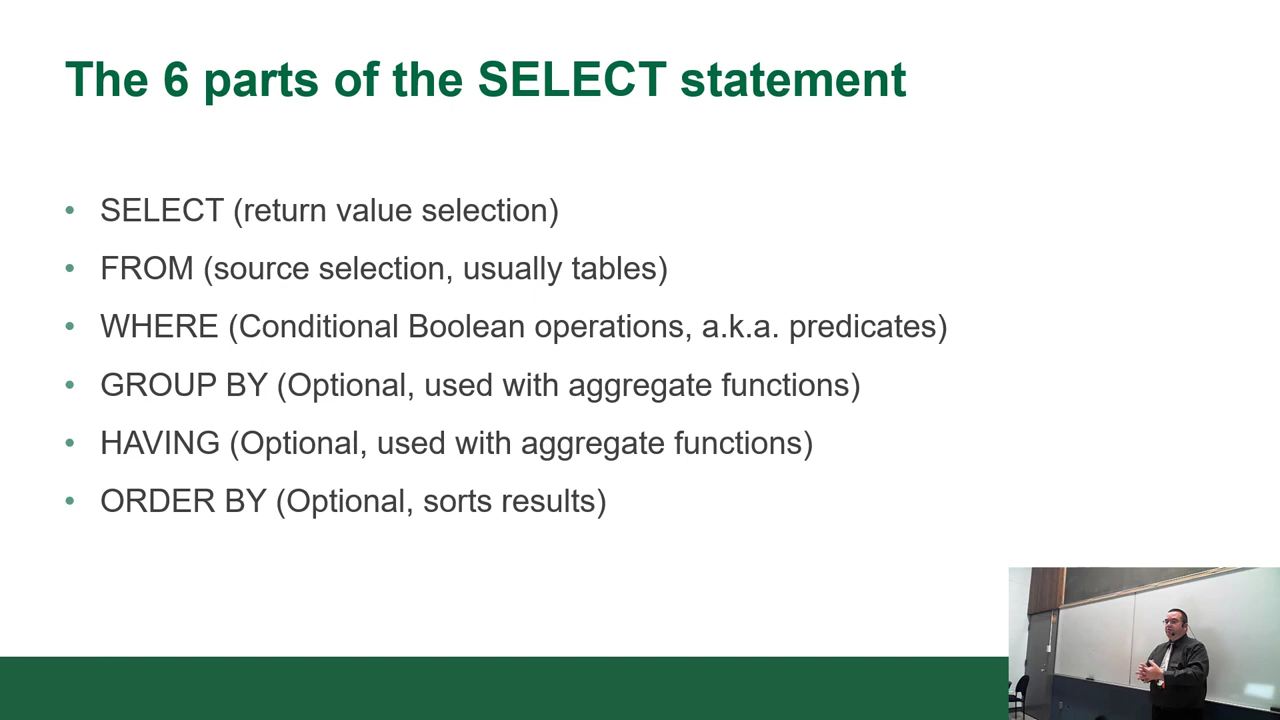 The 6 parts of the SELECT statement
• SELECT (return value selection)
• FROM (source selection, usually tables)
• WHERE (Conditional Boolean operations, a.k.a. predicates)
• GROUP BY (Optional, used with aggregate functions)
• HAVING (Optional, used with aggregate functions)
• ORDER BY (Optional, sorts results)